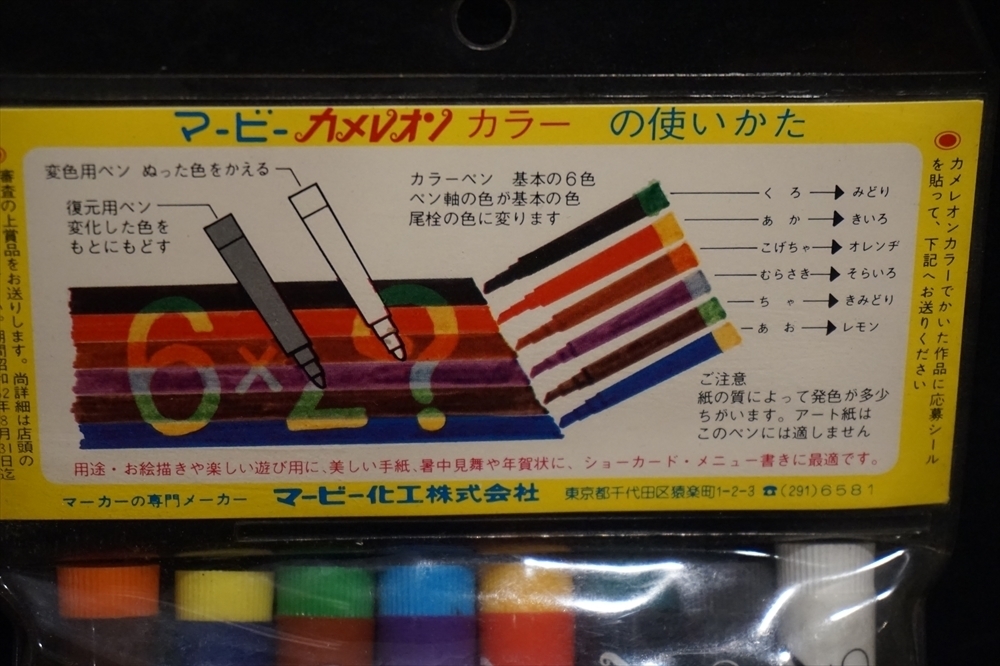 マービーカメレオンカラーの使いかた
変色用ペン ぬった色をかえる
復元用ペン
変化した色を
もとにもどす
カラーペン 基本の6色
ペン軸の色が基本の色
尾栓の色に変ります
くろ→みどり
あか→きいろ
こげちゃ→オレンヂ
むらさき→そらいろ
ちゃ→きみどり
あお→レモン
6×2?
ご注意
紙の質によって発色が多少
ちがいます。アート紙は
このペンには適しません
用途・お絵描きや楽しい遊び用に、美しい手紙、暑中見舞や年賀状に、ショーカード・メニュー書きに最適です。
マーカーの専門メーカー マービー化工株式会社 東京都千代田区猿楽町1-2-3 ☎(291)6581
カメレオンカラーでかいた作品に応募シール
を貼って、下記へお送りください
審査の上賞品をお送りします。尚詳細は店頭の
期間昭和52年8月31日迄